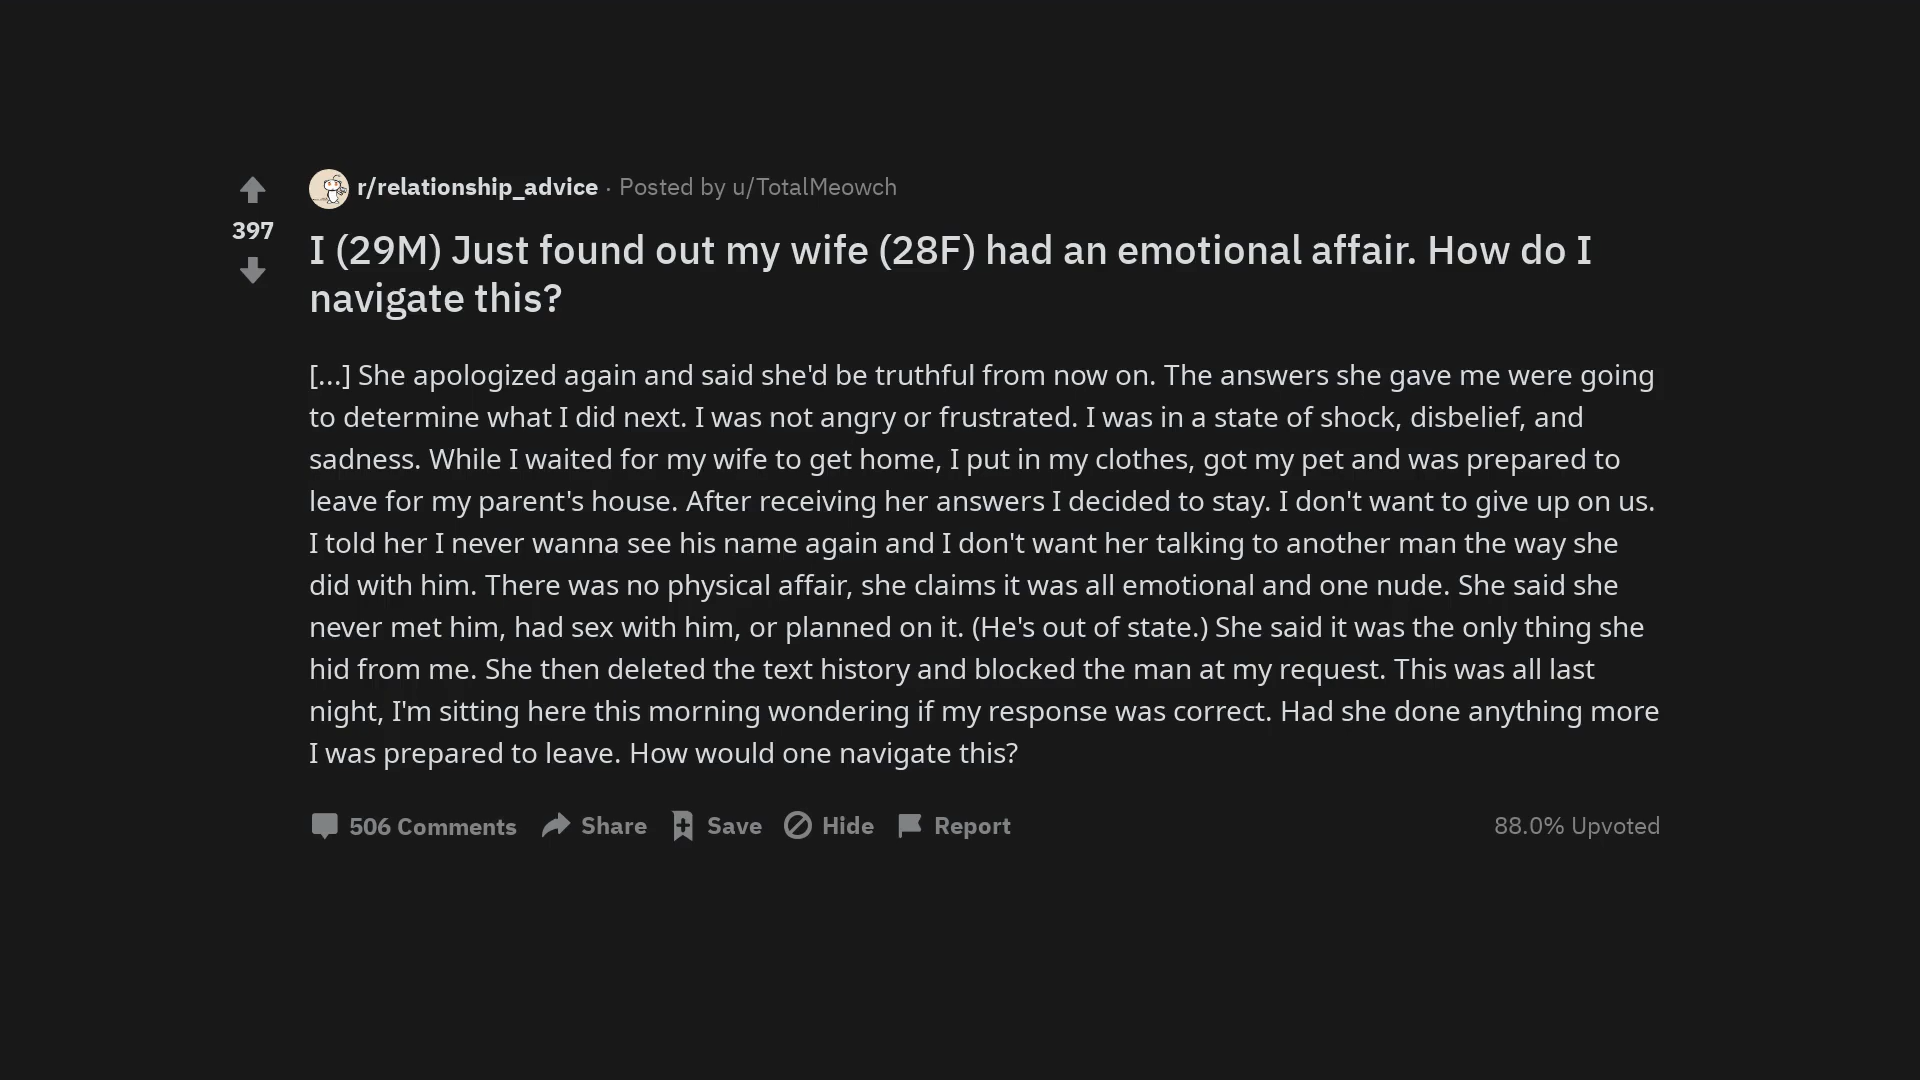 r/relationship_advice · Posted by u/TotalMeowch
397
I (29M) Just found out my wife (28F) had an emotional affair. How do I
navigate this?
[...] She apologized again and said she'd be truthful from now on. The answers she gave me were going
to determine what I did next. I was not angry or frustrated. I was in a state of shock, disbelief, and
sadness. While I waited for my wife to get home, I put in my clothes, got my pet and was prepared to
leave for my parent's house. After receiving her answers I decided to stay. I don't want to give up on us.
I told her I never wanna see his name again and I don't want her talking to another man the way she
did with him. There was no physical affair, she claims it was all emotional and one nude. She said she
never met him, had sex with him, or planned on it. (He's out of state.) She said it was the only thing she
hid from me. She then deleted the text history and blocked the man at my request. This was all last
night, I'm sitting here this morning wondering if my response was correct. Had she done anything more
I was prepared to leave. How would one navigate this?
506 Comments Share Save Hide Report 88.0% Upvoted